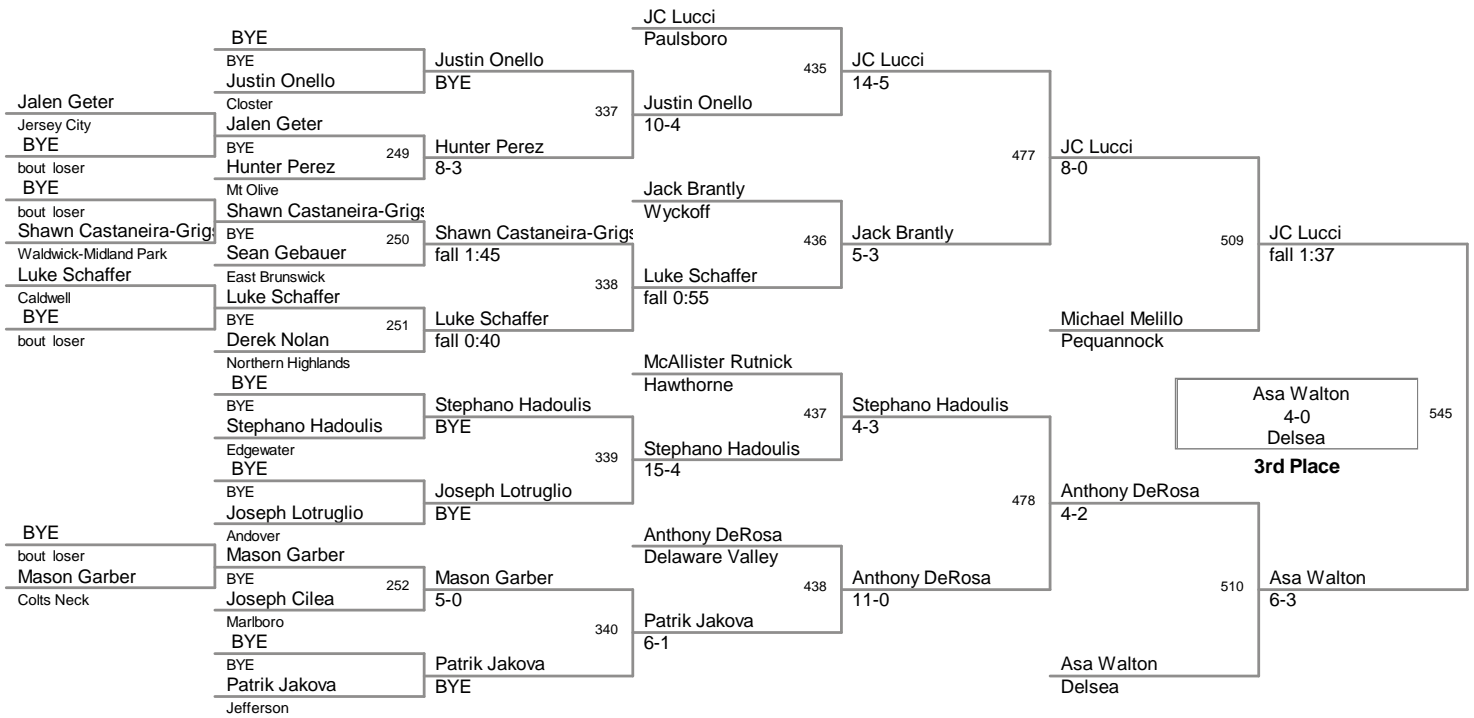 Jalen Geter
Jersey City
BYE
bout loser
BYE
bout loser
Shawn Castaneira-Grigs
Waldwick-Midland Park
Luke Schaffer
Caldwell
BYE
bout loser
BYE
bout loser
Mason Garber
Colts Neck
BYE
BYE
Justin Onello
Closter
Jalen Geter
BYE
249
Hunter Perez
Mt Olive
Shawn Castaneira-Grigs
BYE
250
Sean Gebauer
East Brunswick
Luke Schaffer
BYE
251
Derek Nolan
Northern Highlands
BYE
BYE
Stephano Hadoulis
Edgewater
BYE
BYE
Joseph Lotruglio
Andover
Mason Garber
BYE
252
Joseph Cilea
Marlboro
BYE
BYE
Patrik Jakova
Jefferson
Justin Onello
BYE
337
Hunter Perez
8-3
Shawn Castaneira-Grigs
fall 1:45
338
Luke Schaffer
fall 0:40
Stephano Hadoulis
BYE
339
Joseph Lotruglio
BYE
Mason Garber
5-0
340
Patrik Jakova
BYE
JC Lucci
Paulsboro
435
Justin Onello
10-4
Jack Brantly
Wyckoff
436
Luke Schaffer
fall 0:55
McAllister Rutnick
Hawthorne
437
Stephano Hadoulis
15-4
Anthony DeRosa
Delaware Valley
438
Patrik Jakova
6-1
JC Lucci
14-5
477
Jack Brantly
5-3
Stephano Hadoulis
4-3
478
Anthony DeRosa
11-0
JC Lucci
8-0
509
Michael Melillo
Pequannock
Anthony DeRosa
4-2
510
Asa Walton
Delsea
JC Lucci
fall 1:37
Asa Walton
4-0
Delsea
545
3rd Place
Asa Walton
6-3